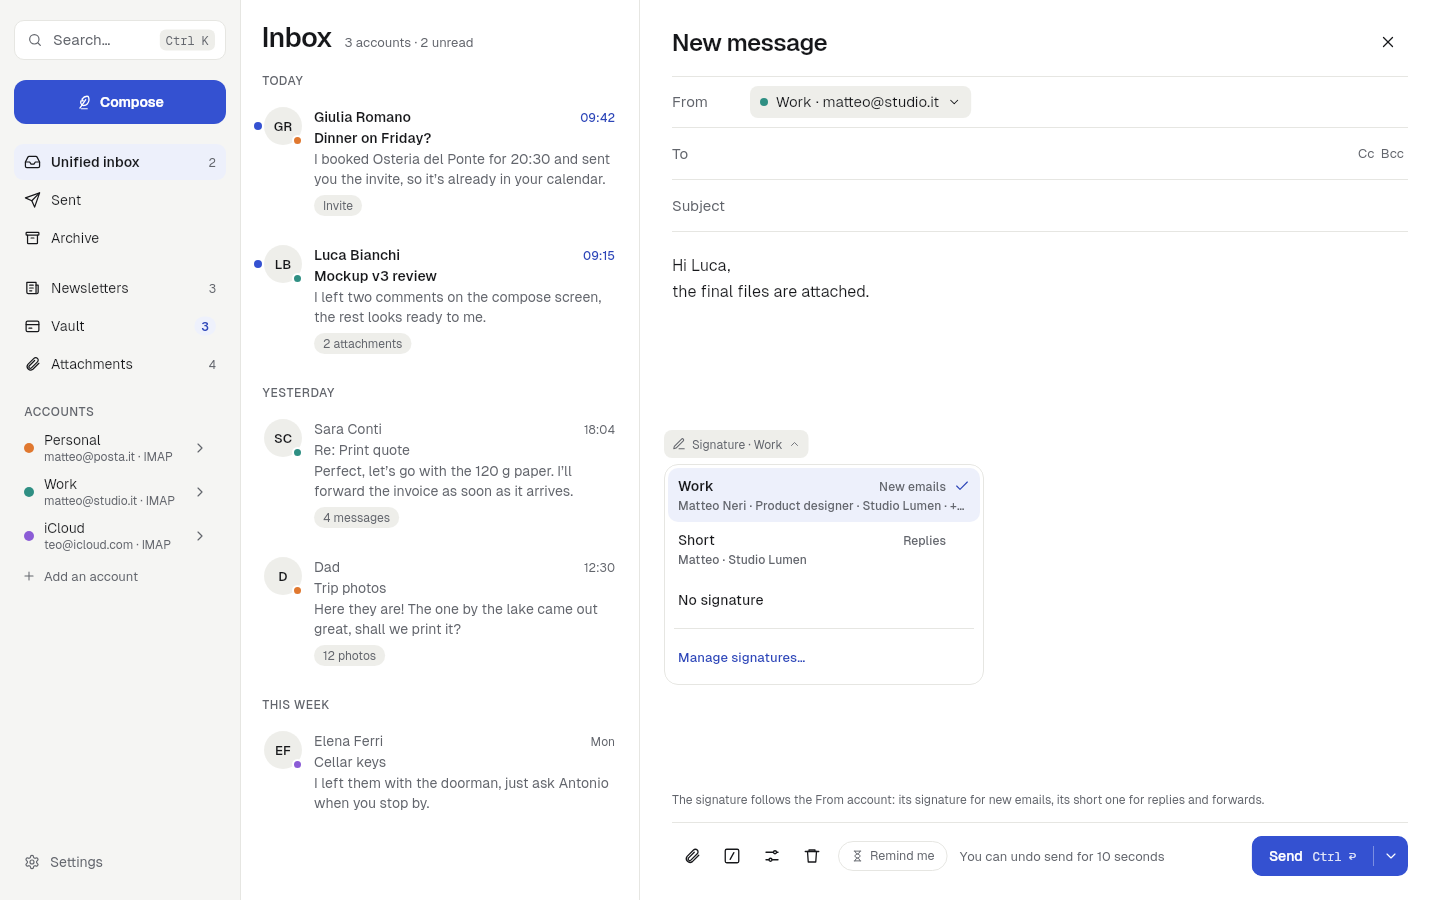 Search...
Ctrl K
Compose
Unified inbox
2
Sent
Archive
Newsletters
3
Vault
3
Attachments
4
ACCOUNTS
Personal
matteo@posta.it · IMAP
Work
matteo@studio.it · IMAP
iCloud
teo@icloud.com · IMAP
Add an account
Settings
Inbox
3 accounts · 2 unread
TODAY
GR
Giulia Romano
09:42
Dinner on Friday?
I booked Osteria del Ponte for 20:30 and sent
you the invite, so it's already in your calendar.
Invite
LB
Luca Bianchi
09:15
Mockup v3 review
I left two comments on the compose screen,
the rest looks ready to me.
2 attachments
YESTERDAY
SC
Sara Conti
18:04
Re: Print quote
Perfect, let's go with the 120 g paper. I'll
forward the invoice as soon as it arrives.
4 messages
D
Dad
12:30
Trip photos
Here they are! The one by the lake came out
great, shall we print it?
12 photos
THIS WEEK
EF
Elena Ferri
Mon
Cellar keys
I left them with the doorman, just ask Antonio
when you stop by.
New message
From
Work · matteo@studio.it
To
Cc Bcc
Subject
Hi Luca,
the final files are attached.
Signature · Work
Work
New emails
Matteo Neri · Product designer · Studio Lumen · +...
Short
Replies
Matteo · Studio Lumen
No signature
Manage signatures...
The signature follows the From account: its signature for new emails, its short one for replies and forwards.
Remind me
You can undo send for 10 seconds
Send
Ctrl